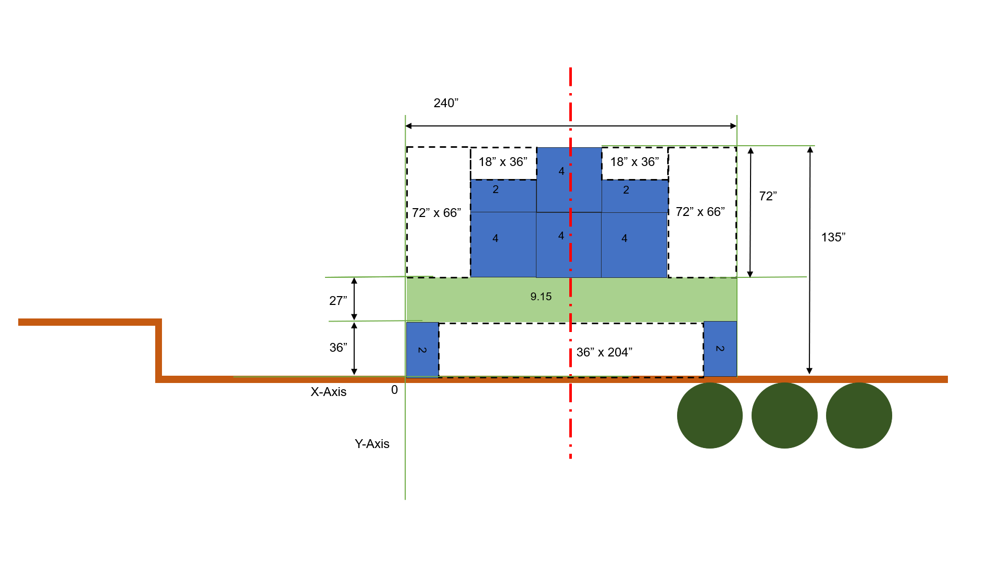 240”
18” x 36”
4
18” x 36”
2
2
72”
72” x 66”
72” x 66”
135”
4
4
4
9.15
27”
36”
2
36” x 204”
2
X-Axis
0
Y-Axis